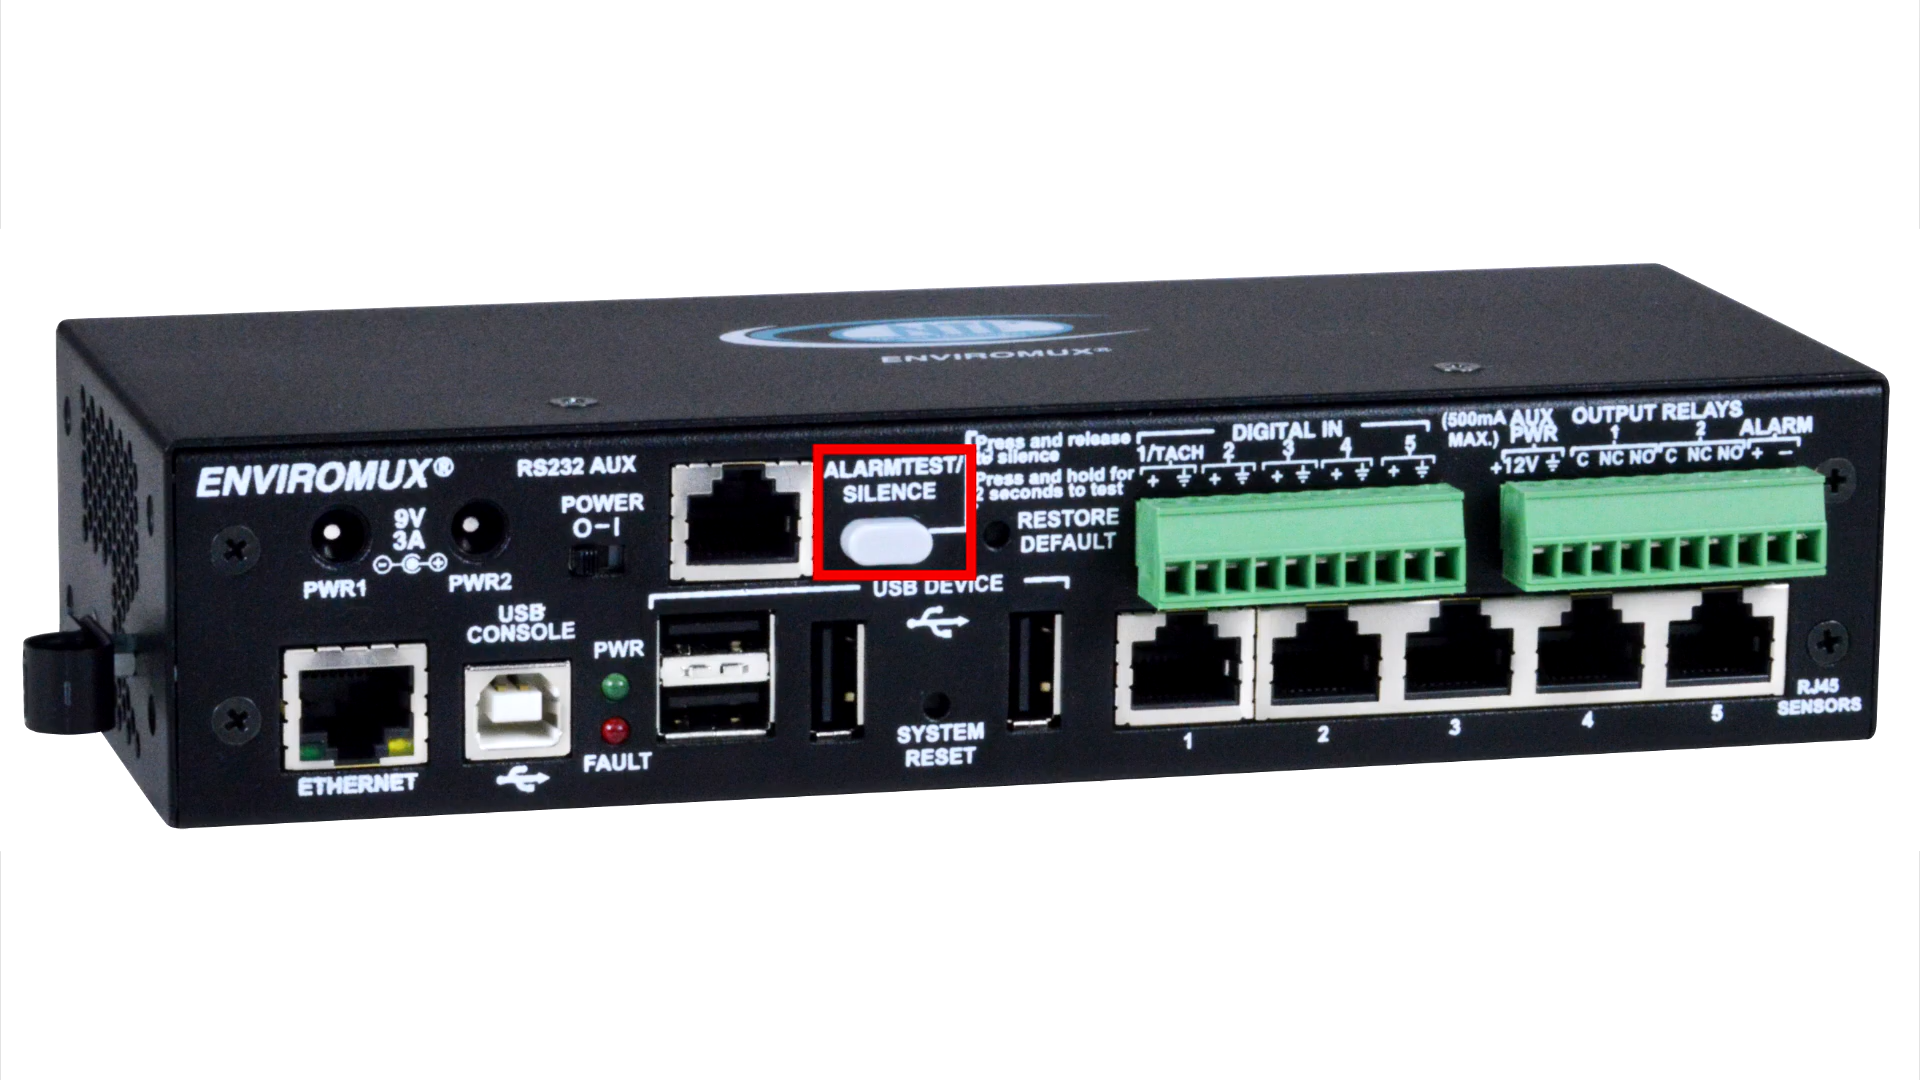 ENVIROMUX®
ENVIROMUX®
RS232 AUX
POWER
O – I
9V
3A
PWR1
PWR2
ALARMTEST/
SILENCE
Press and release
to silence
Press and hold for
2 seconds to test
RESTORE
DEFAULT
DIGITAL IN
1/TACH 2 3 4 5
+ + + + +
(500mA
MAX.)
AUX
PWR
+12V
OUTPUT RELAYS
1 2
C NC NO C NC NO
ALARM
+ −
USB
CONSOLE
PWR
FAULT
ETHERNET
USB DEVICE
SYSTEM
RESET
1 2 3 4 5
RJ45
SENSORS